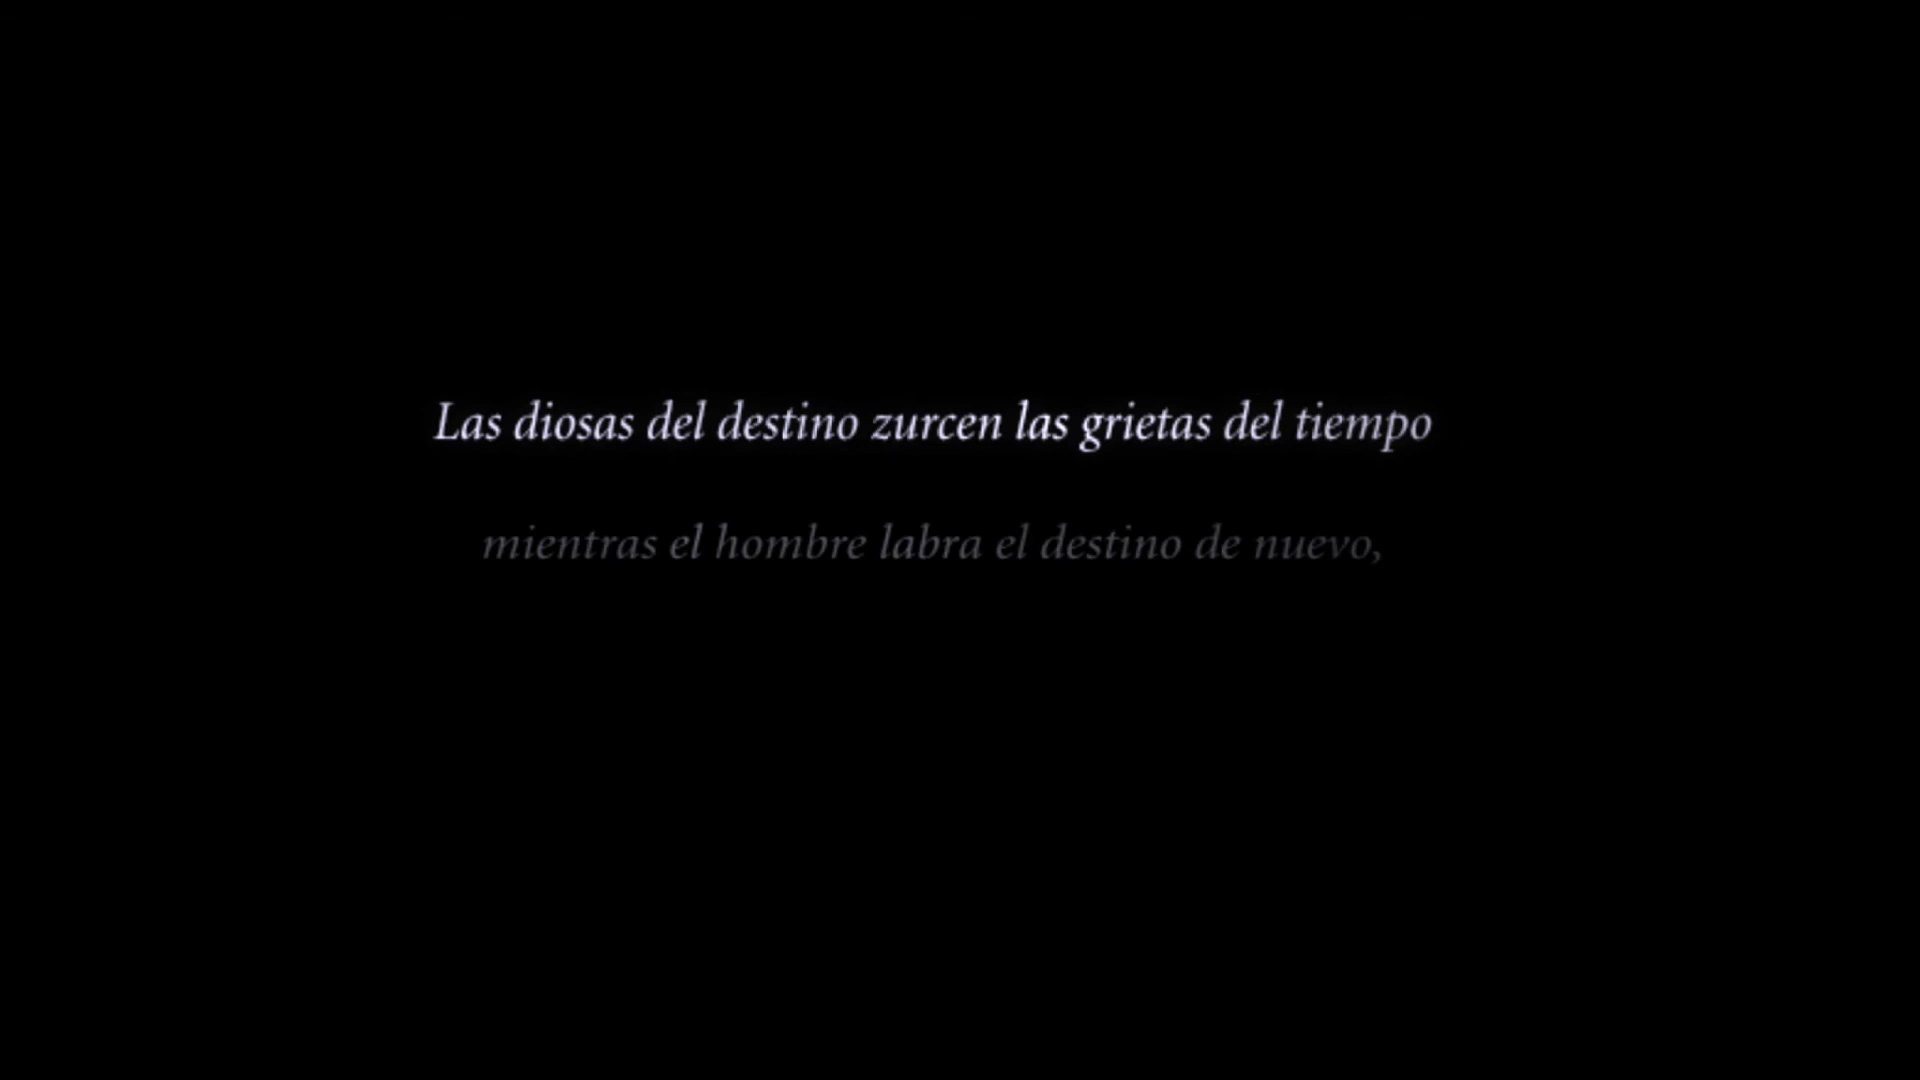 Las diosas del destino zurcen las grietas del tiempo
mientras el hombre labra el destino de nuevo,